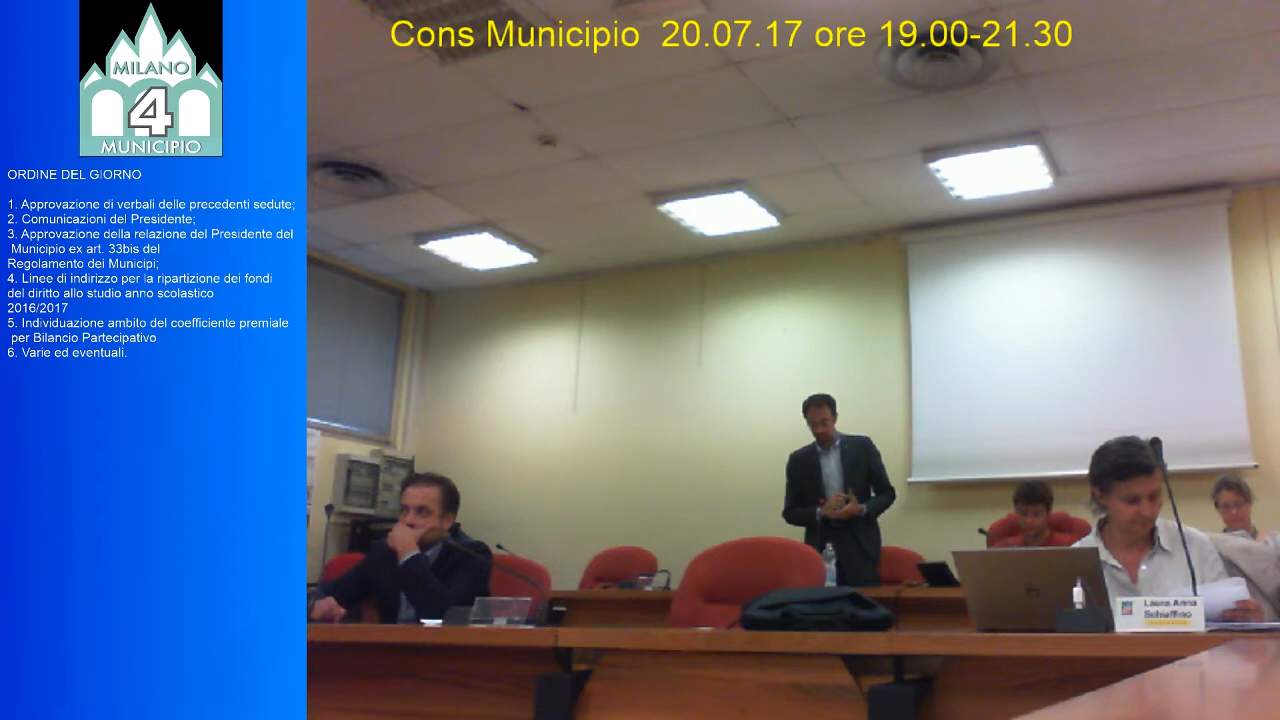 Cons Municipio 20.07.17 ore 19.00-21.30
MILANO
4
MUNICIPIO
ORDINE DEL GIORNO
1. Approvazione di verbali delle precedenti sedute;
2. Comunicazioni del Presidente;
3. Approvazione della relazione del Presidente del
Municipio ex art. 33bis del
Regolamento dei Municipi;
4. Linee di indirizzo per la ripartizione dei fondi
del diritto allo studio anno scolastico
2016/2017
5. Individuazione ambito del coefficiente premiale
per Bilancio Partecipativo
6. Varie ed eventuali.
Laura Anna
Schiaffino